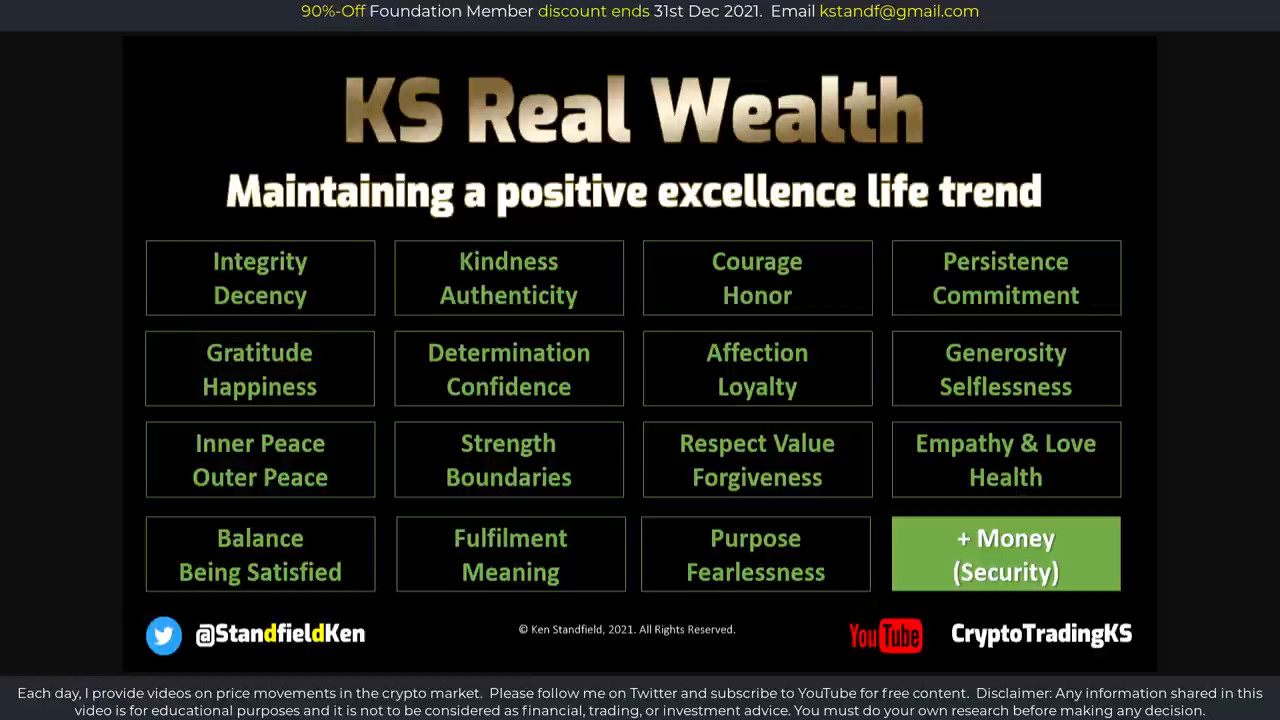 90%-Off Foundation Member discount ends 31st Dec 2021. Email kstandf@gmail.com
KS Real Wealth
Maintaining a positive excellence life trend
Integrity
Decency
Kindness
Authenticity
Courage
Honor
Persistence
Commitment
Gratitude
Happiness
Determination
Confidence
Affection
Loyalty
Generosity
Selflessness
Inner Peace
Outer Peace
Strength
Boundaries
Respect Value
Forgiveness
Empathy & Love
Health
Balance
Being Satisfied
Fulfilment
Meaning
Purpose
Fearlessness
+ Money
(Security)
@StandfieldKen
© Ken Standfield, 2021. All Rights Reserved.
YouTube
CryptoTradingKS
Each day, I provide videos on price movements in the crypto market. Please follow me on Twitter and subscribe to YouTube for free content. Disclaimer: Any information shared in this
video is for educational purposes and it is not to be considered as financial, trading, or investment advice. You must do your own research before making any decision.